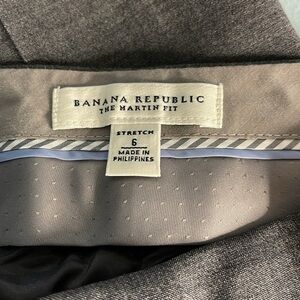 BANANA REPUBLIC
THE MARTIN FIT
STRETCH
6
MADE IN
PHILIPPINES